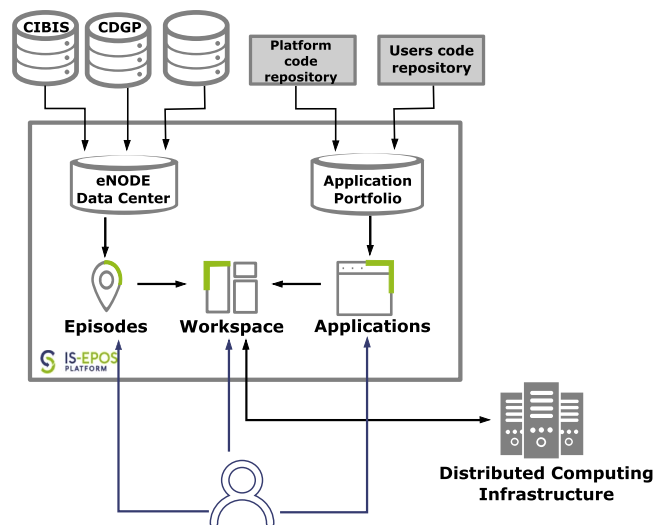 CIBIS
CDGP
Platform
code
repository
Users code
repository
eNODE
Data Center
Application
Portfolio
Episodes
Workspace
Applications
IS-EPOS
PLATFORM
Distributed Computing
Infrastructure